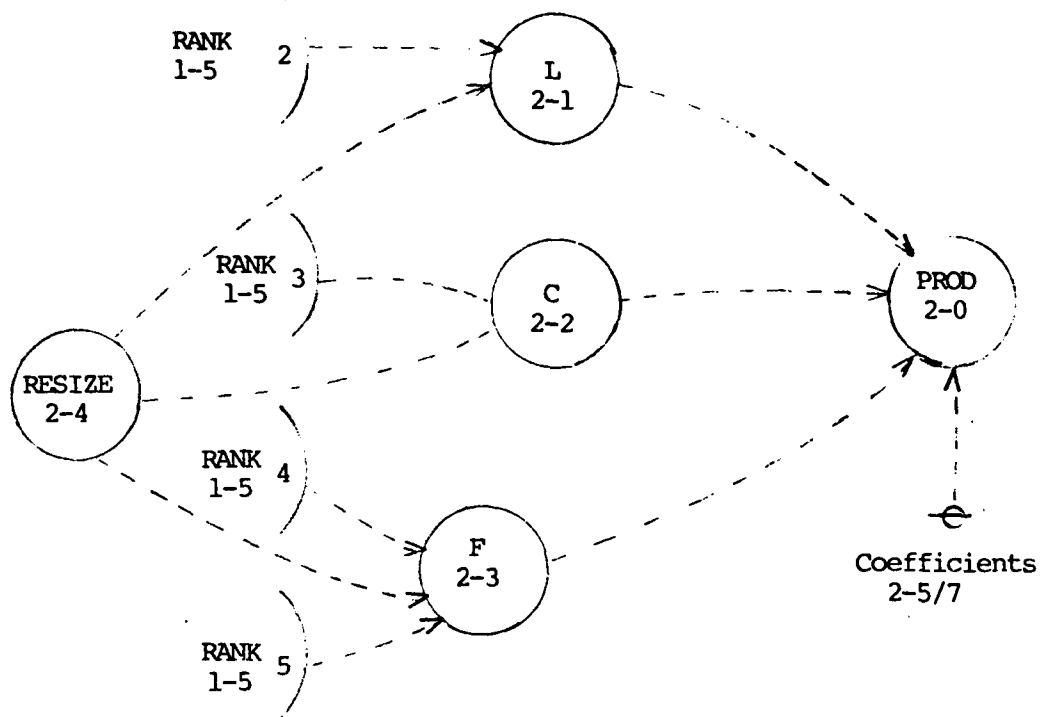 RANK 2
1-5
L
2-1
RANK 3
1-5
C
2-2
PROD
2-0
RESIZE
2-4
RANK 4
1-5
F
2-3
Coefficients
2-5/7
RANK 5
1-5